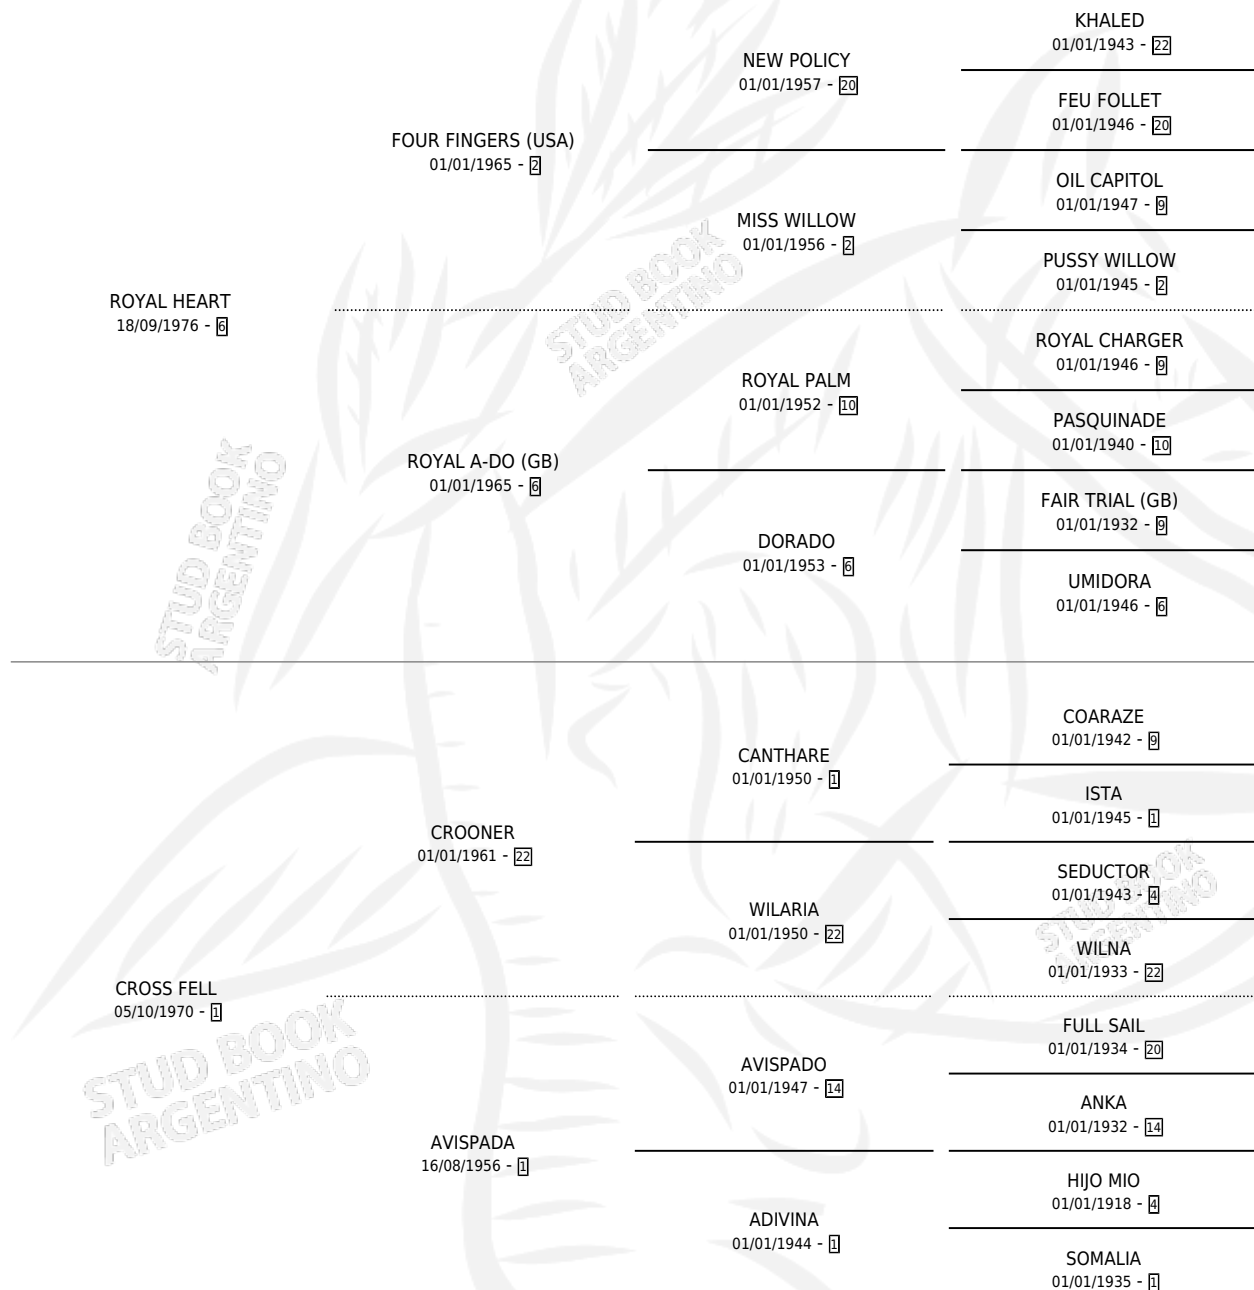 KHALED
01/01/1943 - 22
NEW POLICY
01/01/1957 - 20
FEU FOLLET
01/01/1946 - 20
FOUR FINGERS (USA)
01/01/1965 - 2
OIL CAPITOL
01/01/1947 - 9
MISS WILLOW
01/01/1956 - 2
PUSSY WILLOW
01/01/1945 - 2
ROYAL HEART
18/09/1976 - 6
STUD BOOK
ARGENTINO
ROYAL CHARGER
01/01/1946 - 9
ROYAL PALM
01/01/1952 - 10
PASQUINADE
01/01/1940 - 10
ROYAL A-DO (GB)
01/01/1965 - 6
STUD BOOK
ARGENTINO
FAIR TRIAL (GB)
01/01/1932 - 9
DORADO
01/01/1953 - 6
UMIDORA
01/01/1946 - 6
COARAZE
01/01/1942 - 9
CANTHARE
01/01/1950 - 1
ISTA
01/01/1945 - 1
CROONER
01/01/1961 - 22
SEDUCTOR
01/01/1943 - 4
WILARIA
01/01/1950 - 22
STUD BOOK
ARGENTINO
WILNA
01/01/1933 - 22
CROSS FELL
05/10/1970 - 1
STUD BOOK
ARGENTINO
FULL SAIL
01/01/1934 - 20
AVISPADO
01/01/1947 - 14
ANKA
01/01/1932 - 14
AVISPADA
16/08/1956 - 1
HIJO MIO
01/01/1918 - 4
ADIVINA
01/01/1944 - 1
SOMALIA
01/01/1935 - 1